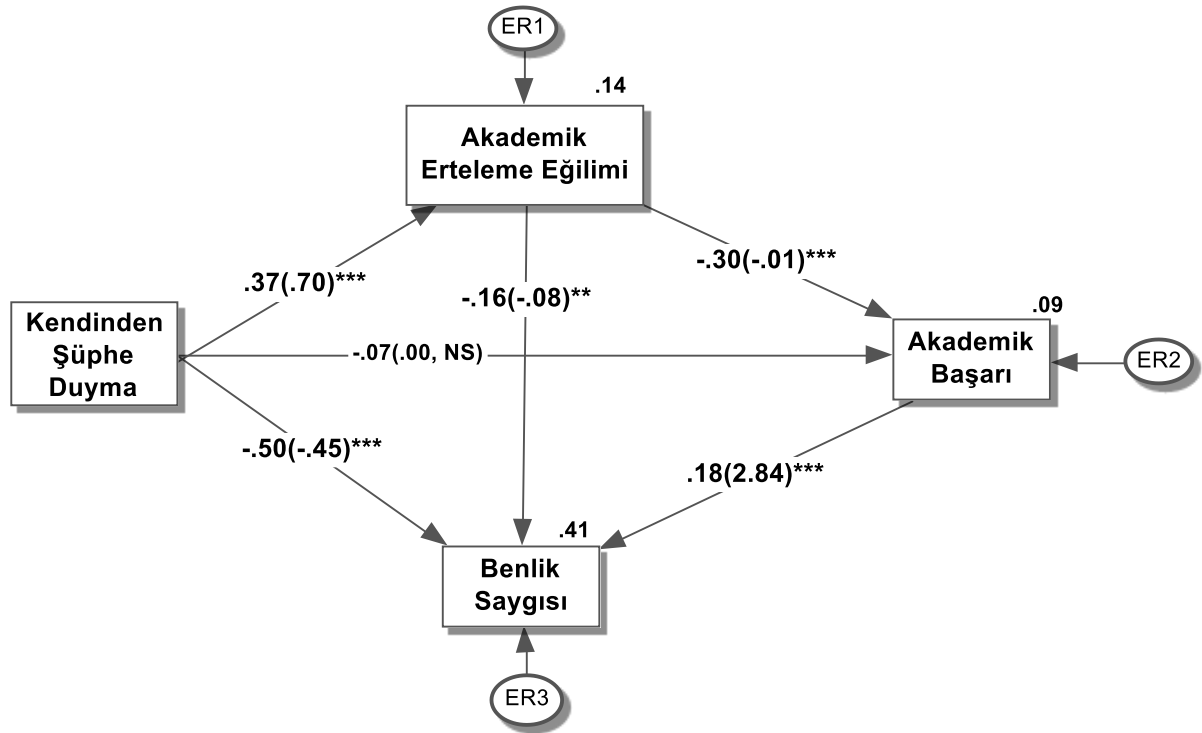 ER1
.14
Akademik
Erteleme Eğilimi
.37(.70)***
-.16(-.08)**
-.30(-.01)***
Kendinden
Şüphe
Duyma
-.07(.00, NS)
.09
Akademik
Başarı
ER2
-.50(-.45)***
.18(2.84)***
.41
Benlik
Saygısı
ER3